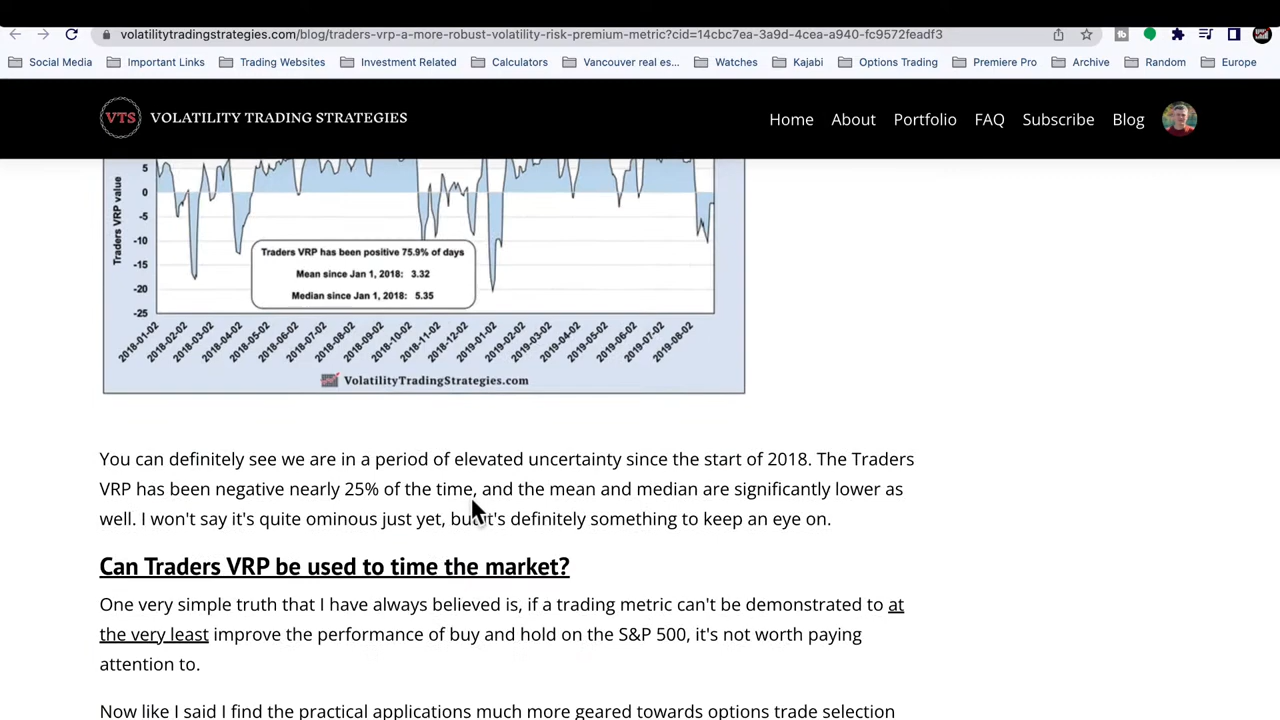 volatilitytradingstrategies.com/blog/traders-vrp-a-more-robust-volatility-risk-premium-metric?cid=14cbc7ea-3a9d-4cea-a940-fc9572feadf3
Social Media Important Links Trading Websites Investment Related Calculators Vancouver real es... Watches Kajabi Options Trading Premiere Pro Archive Random Europe
VTS VOLATILITY TRADING STRATEGIES Home About Portfolio FAQ Subscribe Blog
Traders VRP value
5
0
-5
-10
-15
-20
-25
Traders VRP has been positive 75.9% of days
Mean since Jan 1, 2018: 3.32
Median since Jan 1, 2018: 5.35
2018-01-02 2018-02-02 2018-03-02 2018-04-02 2018-05-02 2018-06-02 2018-07-02 2018-08-02 2018-09-02 2018-10-02 2018-11-02 2018-12-02 2019-01-02 2019-02-02 2019-03-02 2019-04-02 2019-05-02 2019-06-02 2019-07-02 2019-08-02
VolatilityTradingStrategies.com
You can definitely see we are in a period of elevated uncertainty since the start of 2018. The Traders
VRP has been negative nearly 25% of the time, and the mean and median are significantly lower as
well. I won't say it's quite ominous just yet, but it's definitely something to keep an eye on.
Can Traders VRP be used to time the market?
One very simple truth that I have always believed is, if a trading metric can't be demonstrated to at
the very least improve the performance of buy and hold on the S&P 500, it's not worth paying
attention to.
Now like I said I find the practical applications much more geared towards options trade selection